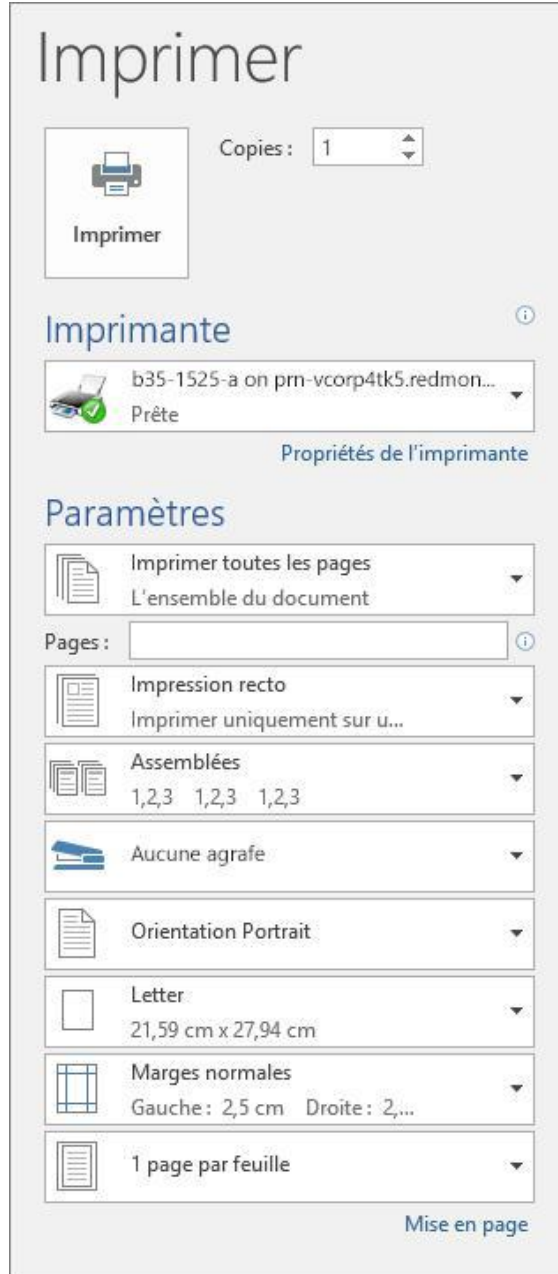 Imprimer
Copies : 1
Imprimer
Imprimante
b35-1525-a on prn-vcorp4tk5.redmon...
Prête
Propriétés de l'imprimante
Paramètres
Imprimer toutes les pages
L'ensemble du document
Pages :
Impression recto
Imprimer uniquement sur u...
Assemblées
1,2,3 1,2,3 1,2,3
Aucune agrafe
Orientation Portrait
Letter
21,59 cm x 27,94 cm
Marges normales
Gauche : 2,5 cm Droite : 2,...
1 page par feuille
Mise en page